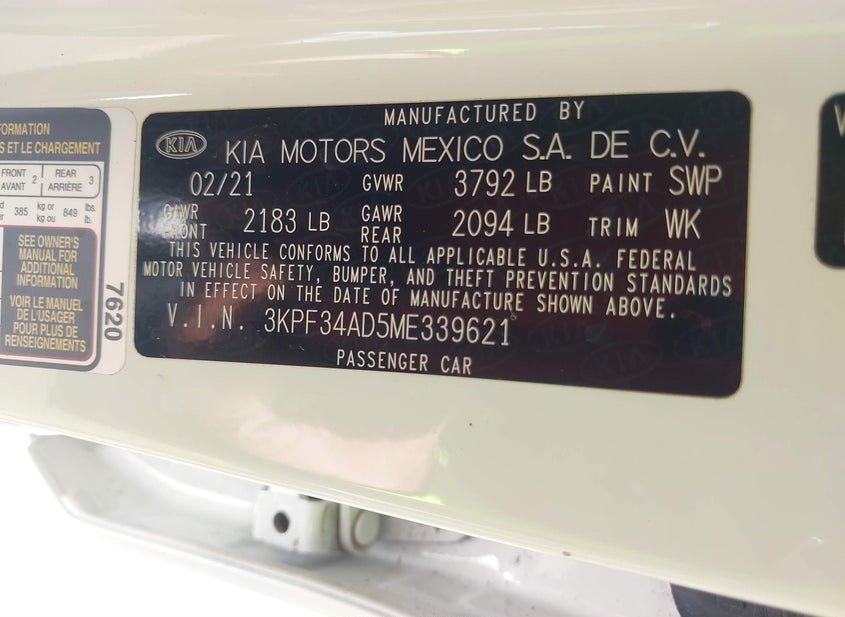 FORMATION
S ET LE CHARGEMENT
FRONT 2 REAR 3
AVANT ARRIÈRE
385 kg or 849 lbs.
kg ou lb.
SEE OWNER'S
MANUAL FOR
ADDITIONAL
INFORMATION
VOIR LE MANUEL
DE L'USAGER
POUR PLUS DE
RENSEIGNEMENTS
7620
MANUFACTURED BY
KIA KIA MOTORS MEXICO S.A. DE C.V.
02/21 GVWR 3792 LB PAINT SWP
GAWR FRONT 2183 LB GAWR REAR 2094 LB TRIM WK
THIS VEHICLE CONFORMS TO ALL APPLICABLE U.S.A. FEDERAL
MOTOR VEHICLE SAFETY, BUMPER, AND THEFT PREVENTION STANDARDS
IN EFFECT ON THE DATE OF MANUFACTURE SHOWN ABOVE.
V.I.N. 3KPF34AD5ME339621
PASSENGER CAR